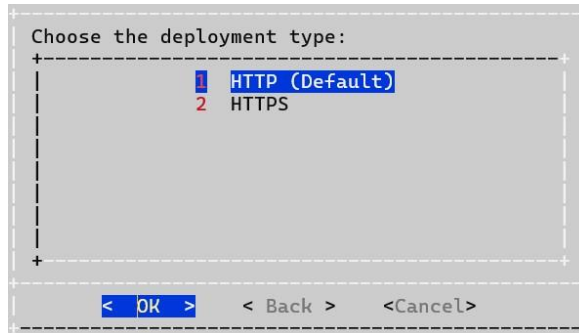 Choose the deployment type:
1 HTTP (Default)
2 HTTPS
< OK > < Back > <Cancel>